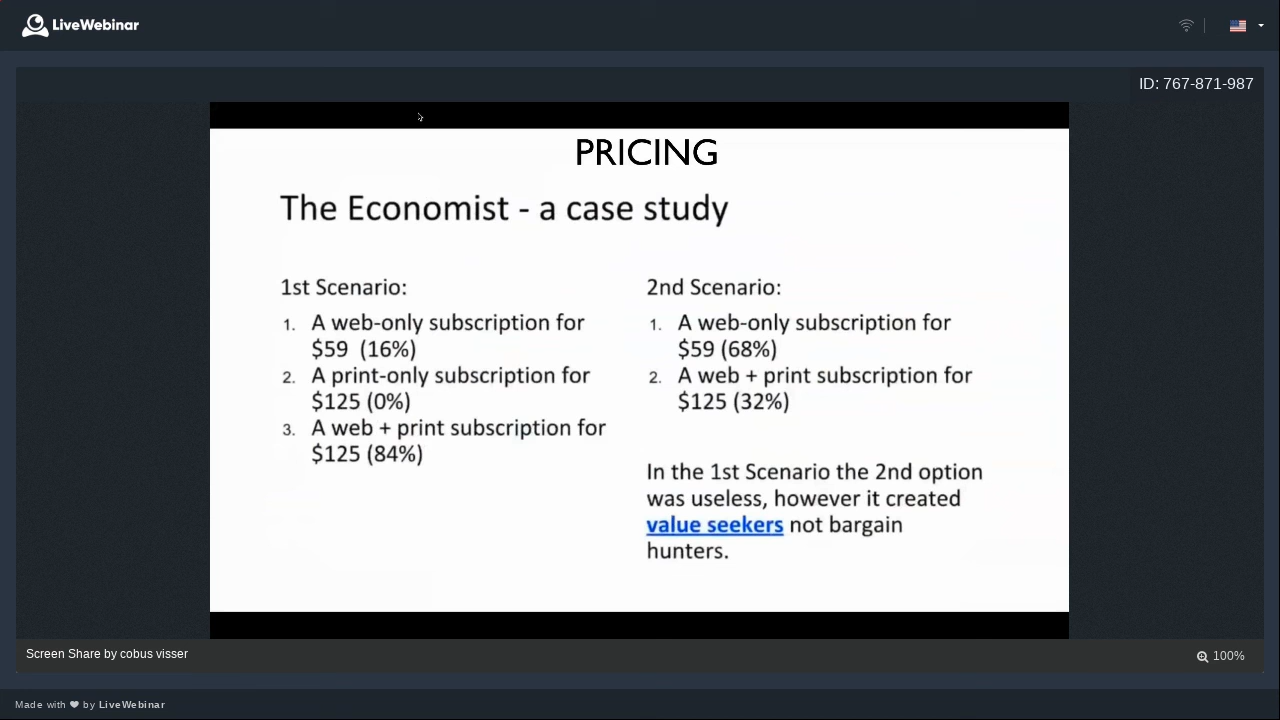 LiveWebinar
ID: 767-871-987
PRICING
The Economist - a case study
1st Scenario:
1. A web-only subscription for
$59 (16%)
2. A print-only subscription for
$125 (0%)
3. A web + print subscription for
$125 (84%)
2nd Scenario:
1. A web-only subscription for
$59 (68%)
2. A web + print subscription for
$125 (32%)
In the 1st Scenario the 2nd option
was useless, however it created
value seekers not bargain
hunters.
Screen Share by cobus visser
100%
Made with ❤ by LiveWebinar